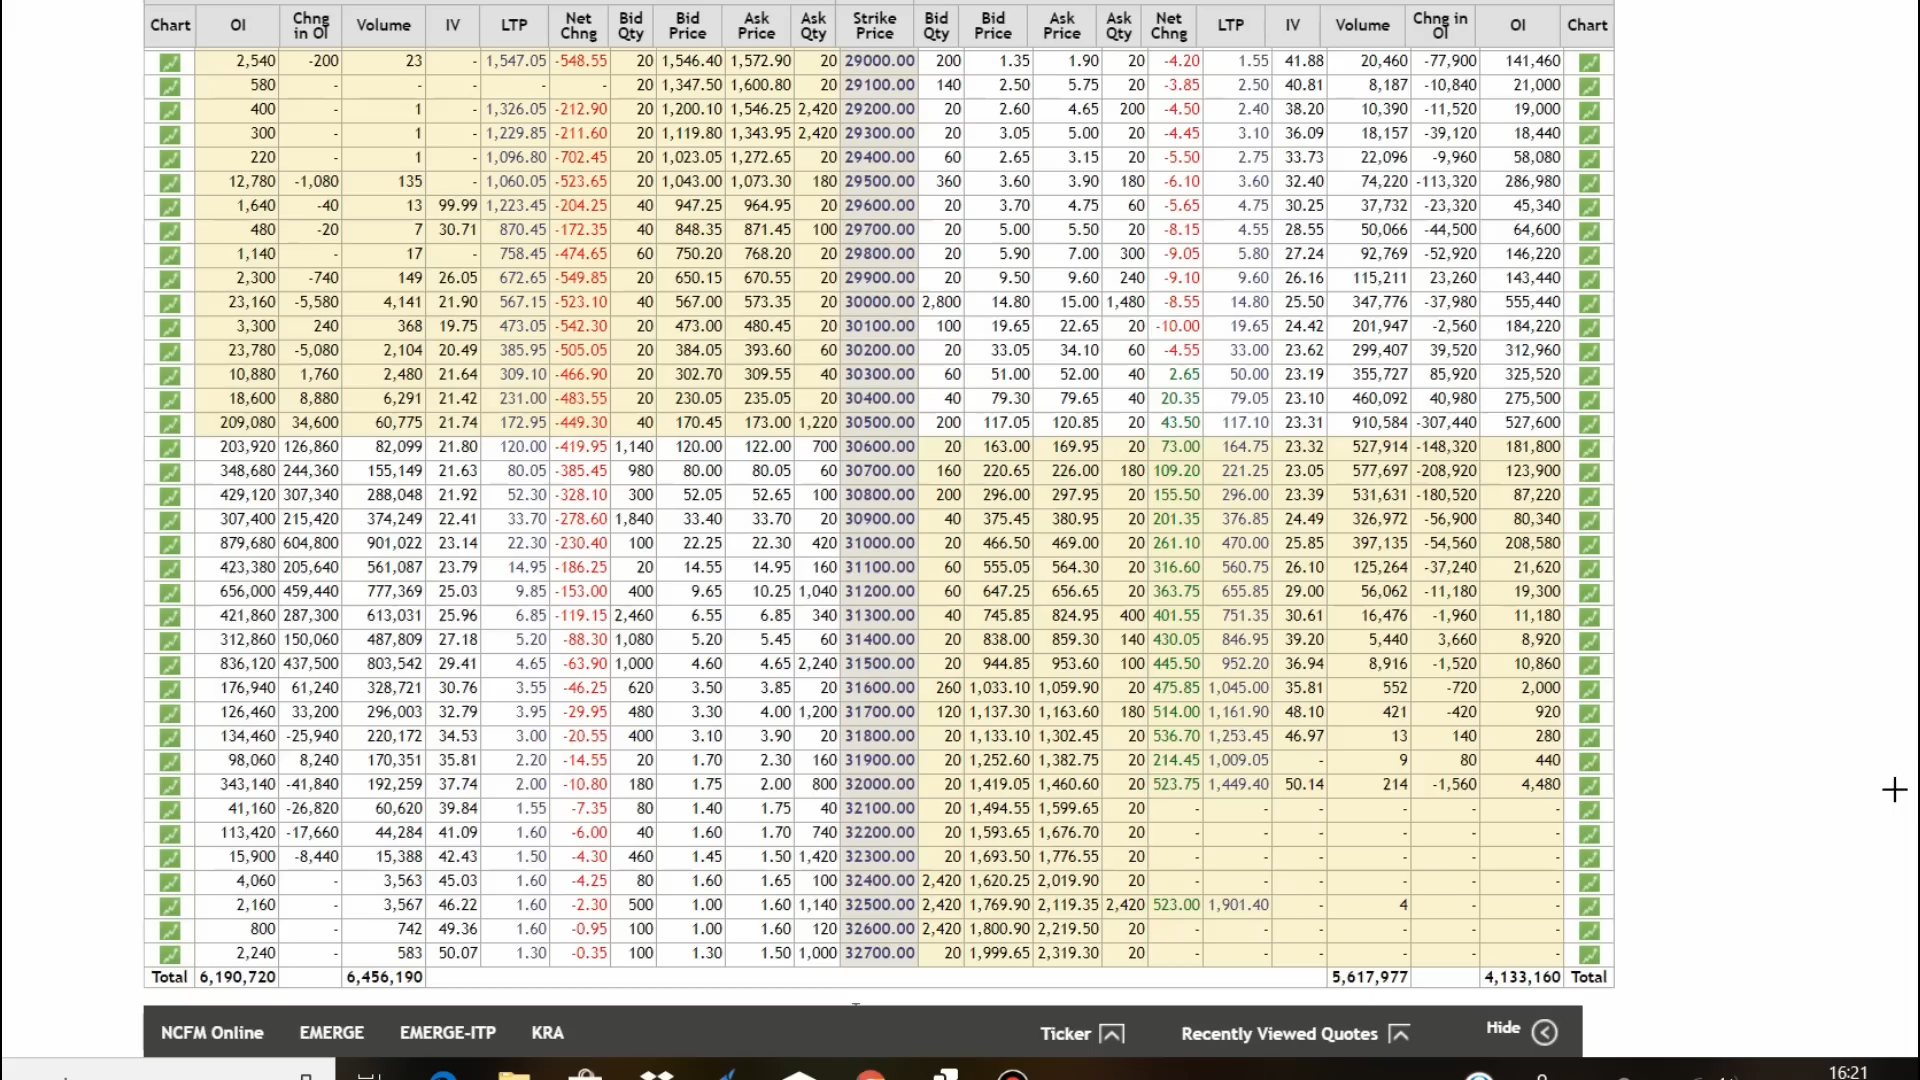 Chart OI Chng in OI Volume IV LTP Net Chng Bid Qty Bid Price Ask Price Ask Qty Strike Price Bid Qty Bid Price Ask Price Ask Qty Net Chng LTP IV Volume Chng in OI OI Chart
2,540 -200 23 - 1,547.05 -548.55 20 1,546.40 1,572.90 20 29000.00 200 1.35 1.90 20 -4.20 1.55 41.88 20,460 -77,900 141,460
580 - - - - - 20 1,347.50 1,600.80 20 29100.00 140 2.50 5.75 20 -3.85 2.50 40.81 8,187 -10,840 21,000
400 - 1 - 1,326.05 -212.90 20 1,200.10 1,546.25 2,420 29200.00 20 2.60 4.65 200 -4.50 2.40 38.20 10,390 -11,520 19,000
300 - 1 - 1,229.85 -211.60 20 1,119.80 1,343.95 2,420 29300.00 20 3.05 5.00 20 -4.45 3.10 36.09 18,157 -39,120 18,440
220 - 1 - 1,096.80 -702.45 20 1,023.05 1,272.65 20 29400.00 60 2.65 3.15 20 -5.50 2.75 33.73 22,096 -9,960 58,080
12,780 -1,080 135 - 1,060.05 -523.65 20 1,043.00 1,073.30 180 29500.00 360 3.60 3.90 180 -6.10 3.60 32.40 74,220 -113,320 286,980
1,640 -40 13 99.99 1,223.45 -204.25 40 947.25 964.95 20 29600.00 20 3.70 4.75 60 -5.65 4.75 30.25 37,732 -23,320 45,340
480 -20 7 30.71 870.45 -172.35 40 848.35 871.45 100 29700.00 20 5.00 5.50 20 -8.15 4.55 28.55 50,066 -44,500 64,600
1,140 - 17 - 758.45 -474.65 60 750.20 768.20 20 29800.00 20 5.90 7.00 300 -9.05 5.80 27.24 92,769 -52,920 146,220
2,300 -740 149 26.05 672.65 -549.85 20 650.15 670.55 20 29900.00 20 9.50 9.60 240 -9.10 9.60 26.16 115,211 23,260 143,440
23,160 -5,580 4,141 21.90 567.15 -523.10 40 567.00 573.35 20 30000.00 2,800 14.80 15.00 1,480 -8.55 14.80 25.50 347,776 -37,980 555,440
3,300 240 368 19.75 473.05 -542.30 20 473.00 480.45 20 30100.00 100 19.65 22.65 20 -10.00 19.65 24.42 201,947 -2,560 184,220
23,780 -5,080 2,104 20.49 385.95 -505.05 20 384.05 393.60 60 30200.00 20 33.05 34.10 60 -4.55 33.00 23.62 299,407 39,520 312,960
10,880 1,760 2,480 21.64 309.10 -466.90 20 302.70 309.55 40 30300.00 60 51.00 52.00 40 2.65 50.00 23.19 355,727 85,920 325,520
18,600 8,880 6,291 21.42 231.00 -483.55 20 230.05 235.05 20 30400.00 40 79.30 79.65 40 20.35 79.05 23.10 460,092 40,980 275,500
209,080 34,600 60,775 21.74 172.95 -449.30 40 170.45 173.00 1,220 30500.00 200 117.05 120.85 20 43.50 117.10 23.31 910,584 -307,440 527,600
203,920 126,860 82,099 21.80 120.00 -419.95 1,140 120.00 122.00 700 30600.00 20 163.00 169.95 20 73.00 164.75 23.32 527,914 -148,320 181,800
348,680 244,360 155,149 21.63 80.05 -385.45 980 80.00 80.05 60 30700.00 160 220.65 226.00 180 109.20 221.25 23.05 577,697 -208,920 123,900
429,120 307,340 288,048 21.92 52.30 -328.10 300 52.05 52.65 100 30800.00 200 296.00 297.95 20 155.50 296.00 23.39 531,631 -180,520 87,220
307,400 215,420 374,249 22.41 33.70 -278.60 1,840 33.40 33.70 20 30900.00 40 375.45 380.95 20 201.35 376.85 24.49 326,972 -56,900 80,340
879,680 604,800 901,022 23.14 22.30 -230.40 100 22.25 22.30 420 31000.00 20 466.50 469.00 20 261.10 470.00 25.85 397,135 -54,560 208,580
423,380 205,640 561,087 23.79 14.95 -186.25 20 14.55 14.95 160 31100.00 60 555.05 564.30 20 316.60 560.75 26.10 125,264 -37,240 21,620
656,000 459,440 777,369 25.03 9.85 -153.00 400 9.65 10.25 1,040 31200.00 60 647.25 656.65 20 363.75 655.85 29.00 56,062 -11,180 19,300
421,860 287,300 613,031 25.96 6.85 -119.15 2,460 6.55 6.85 340 31300.00 40 745.85 824.95 400 401.55 751.35 30.61 16,476 -1,960 11,180
312,860 150,060 487,809 27.18 5.20 -88.30 1,080 5.20 5.45 60 31400.00 20 838.00 859.30 140 430.05 846.95 39.20 5,440 3,660 8,920
836,120 437,500 803,542 29.41 4.65 -63.90 1,000 4.60 4.65 2,240 31500.00 20 944.85 953.60 100 445.50 952.20 36.94 8,916 -1,520 10,860
176,940 61,240 328,721 30.76 3.55 -46.25 620 3.50 3.85 20 31600.00 260 1,033.10 1,059.90 20 475.85 1,045.00 35.81 552 -720 2,000
126,460 33,200 296,003 32.79 3.95 -29.95 480 3.30 4.00 1,200 31700.00 120 1,137.30 1,163.60 180 514.00 1,161.90 48.10 421 -420 920
134,460 -25,940 220,172 34.53 3.00 -20.55 400 3.10 3.90 20 31800.00 20 1,133.10 1,302.45 20 536.70 1,253.45 46.97 13 140 280
98,060 8,240 170,351 35.81 2.20 -14.55 20 1.70 2.30 160 31900.00 20 1,252.60 1,382.75 20 214.45 1,009.05 - 9 80 440
343,140 -41,840 192,259 37.74 2.00 -10.80 180 1.75 2.00 800 32000.00 20 1,419.05 1,460.60 20 523.75 1,449.40 50.14 214 -1,560 4,480
41,160 -26,820 60,620 39.84 1.55 -7.35 80 1.40 1.75 40 32100.00 20 1,494.55 1,599.65 20 - - - - - -
113,420 -17,660 44,284 41.09 1.60 -6.00 40 1.60 1.70 740 32200.00 20 1,593.65 1,676.70 20 - - - - - -
15,900 -8,440 15,388 42.43 1.50 -4.30 460 1.45 1.50 1,420 32300.00 20 1,693.50 1,776.55 20 - - - - - -
4,060 - 3,563 45.03 1.60 -4.25 80 1.60 1.65 100 32400.00 2,420 1,620.25 2,019.90 20 - - - - - -
2,160 - 3,567 46.22 1.60 -2.30 500 1.00 1.60 1,140 32500.00 2,420 1,769.90 2,119.35 2,420 523.00 1,901.40 - 4 - -
800 - 742 49.36 1.60 -0.95 100 1.00 1.60 120 32600.00 2,420 1,800.90 2,219.50 20 - - - - - -
2,240 - 583 50.07 1.30 -0.35 100 1.30 1.50 1,000 32700.00 20 1,999.65 2,319.30 20 - - - - - -
Total 6,190,720 6,456,190 5,617,977 4,133,160 Total
NCFM Online EMERGE EMERGE-ITP KRA Ticker Recently Viewed Quotes Hide
16:21